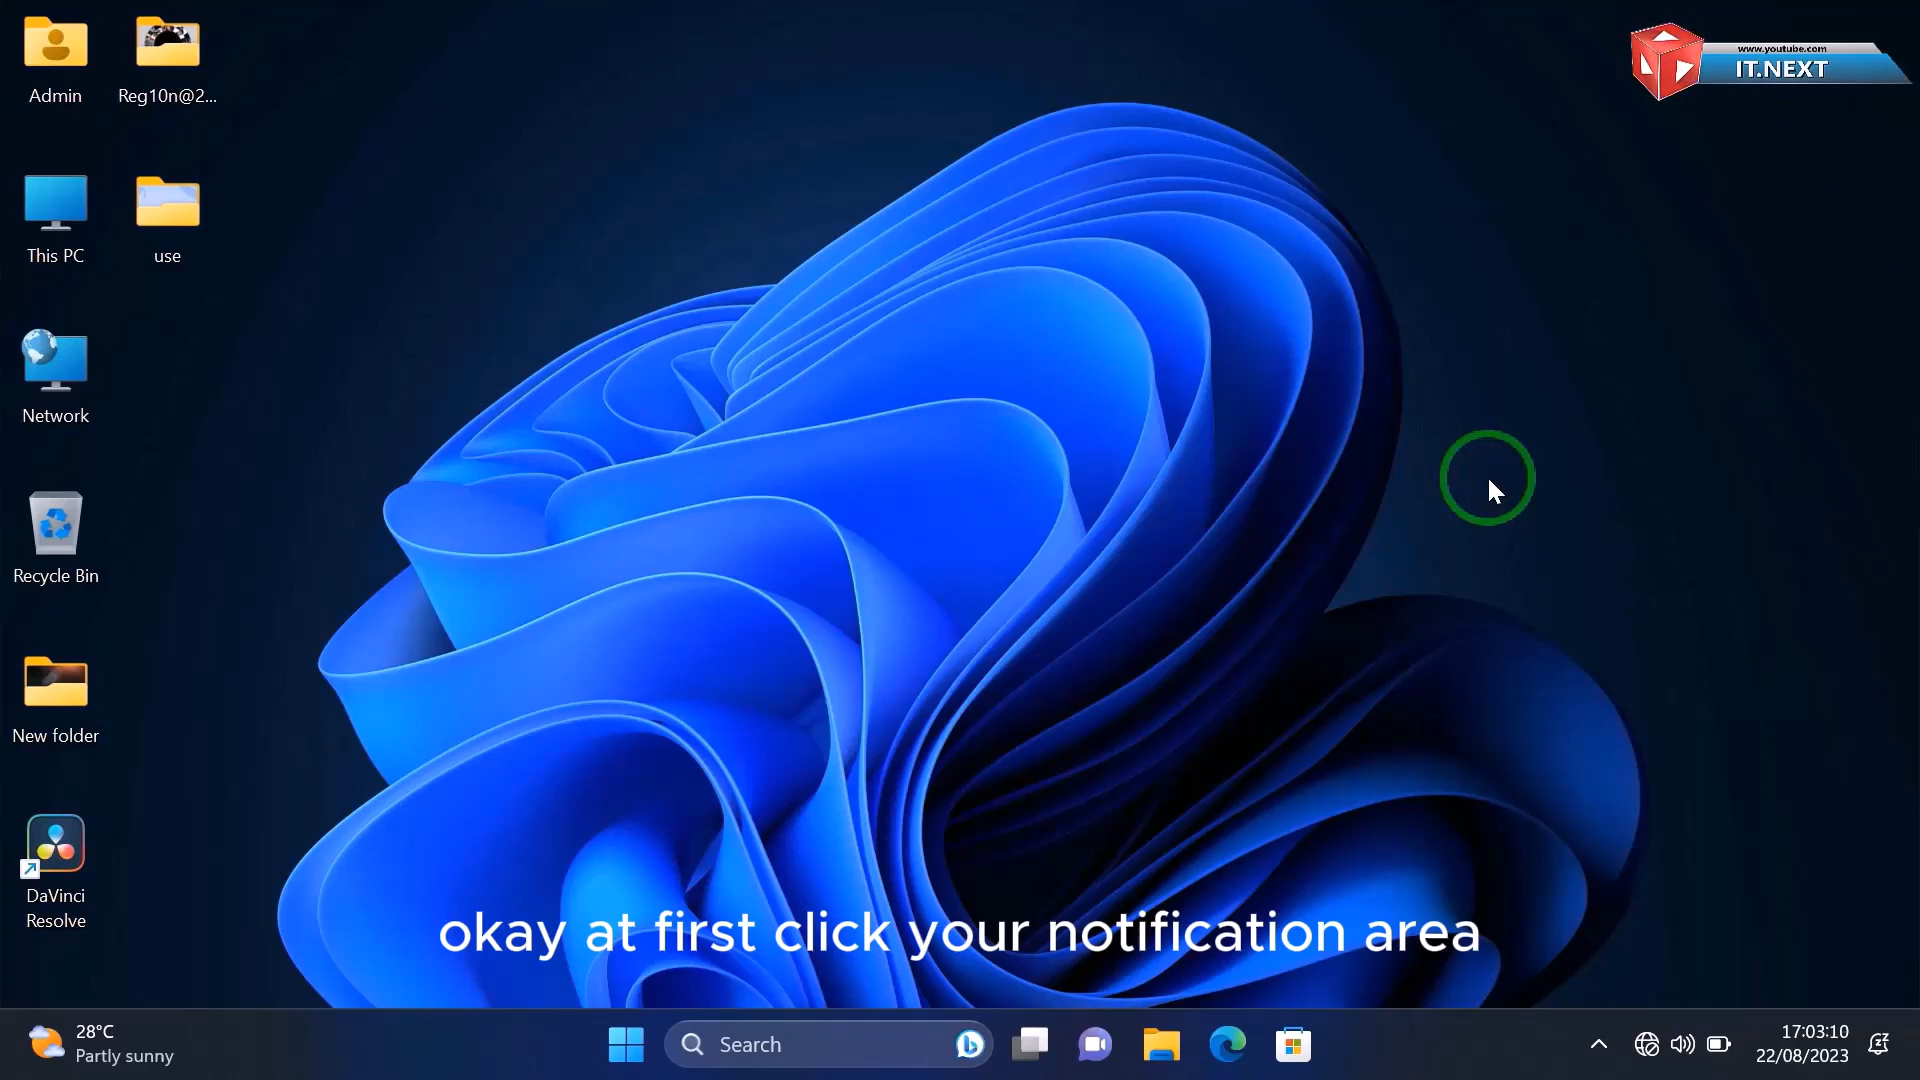 Admin
Reg10n@2...
www.youtube.com
IT.NEXT
This PC
use
Network
Recycle Bin
New folder
DaVinci
Resolve
okay at first click your notification area
28°C
Partly sunny
Search
17:03:10
22/08/2023